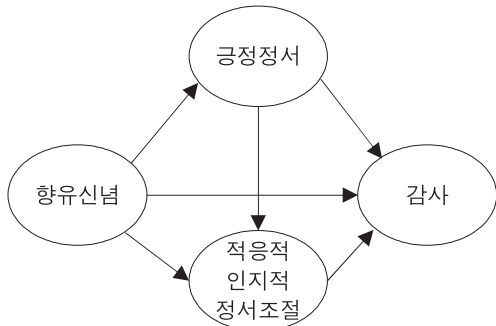 긍정정서
향유신념
감사
적응적
인지적
정서조절